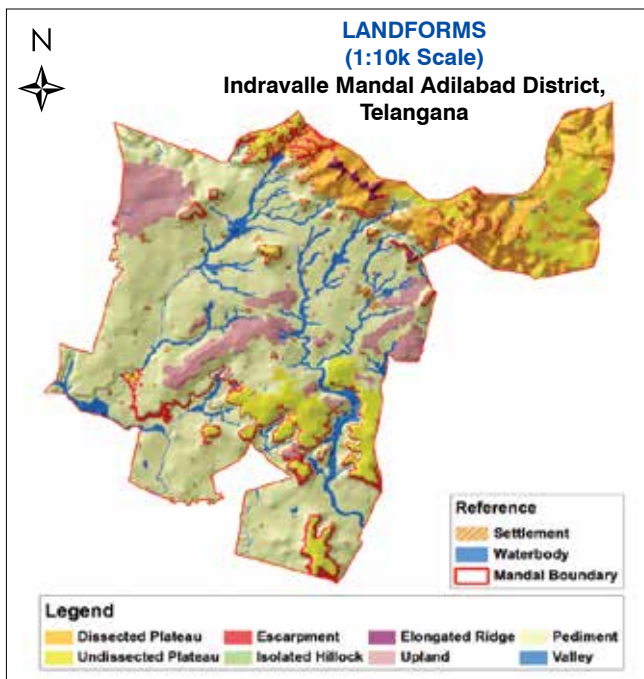 N
LANDFORMS
(1:10k Scale)
Indravalle Mandal Adilabad District,
Telangana
Reference
Settlement
Waterbody
Mandal Boundary
Legend
Dissected Plateau Escarpment Elongated Ridge Pediment
Undissected Plateau Isolated Hillock Upland Valley